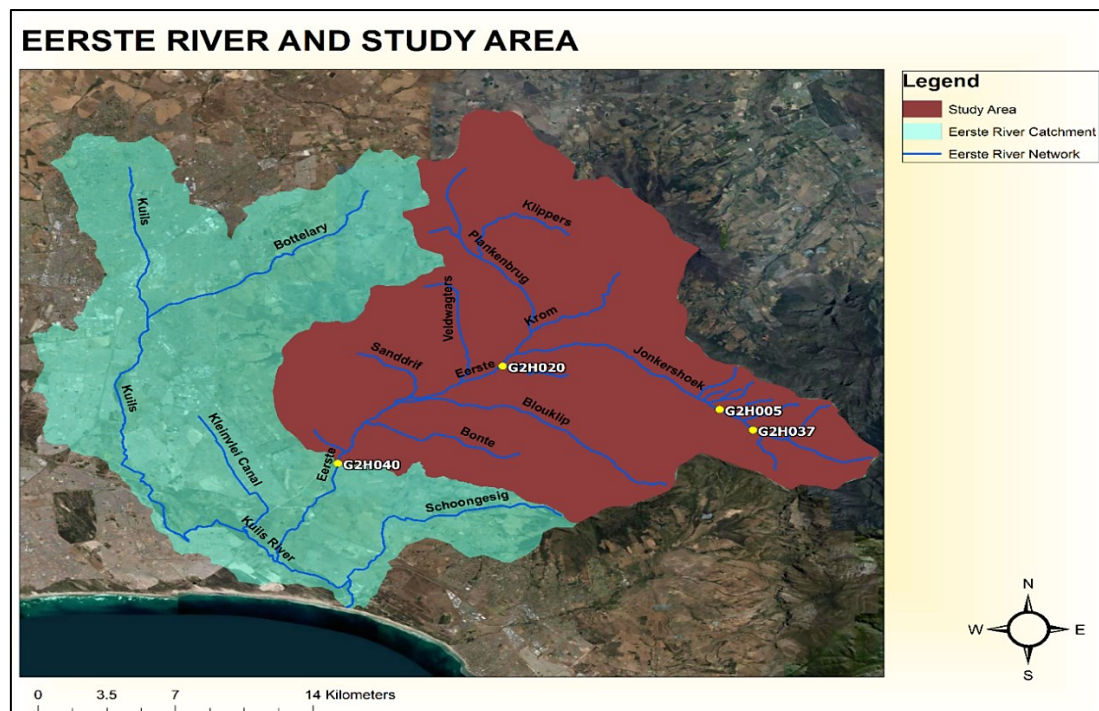 EERSTE RIVER AND STUDY AREA
Legend
Study Area
Eerste River Catchment
Eerste River Network
Kuils
Bottelary
Klippers
Plankenbrug
Veldwagters
Krom
Sanddrif
Eerste
G2H020
Jonkershoek
G2H005
G2H037
Kuils
Kleinvlei Canal
Blouklip
Bonte
Eerste
G2H040
Schoongesig
Kuils River
N
W
E
S
0 3.5 7 14 Kilometers